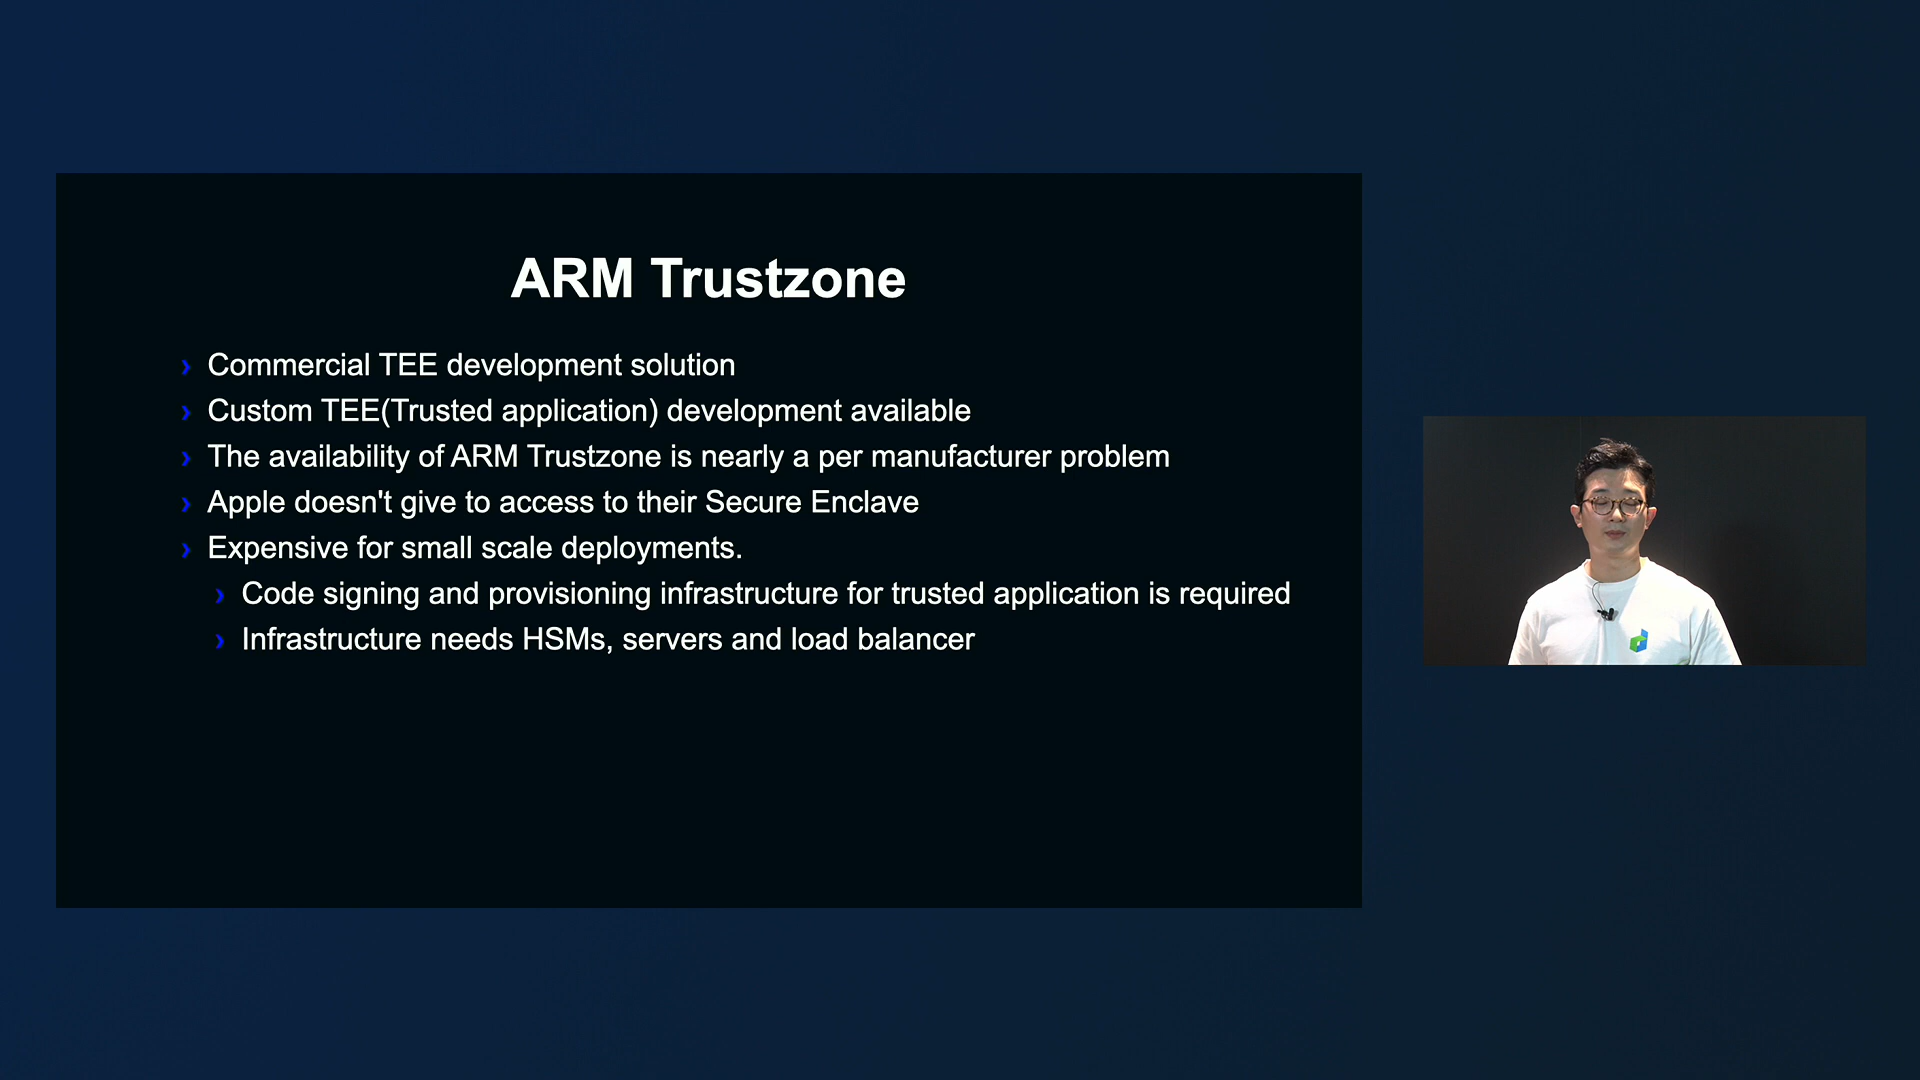 ARM Trustzone
› Commercial TEE development solution
› Custom TEE(Trusted application) development available
› The availability of ARM Trustzone is nearly a per manufacturer problem
› Apple doesn't give to access to their Secure Enclave
› Expensive for small scale deployments.
› Code signing and provisioning infrastructure for trusted application is required
› Infrastructure needs HSMs, servers and load balancer